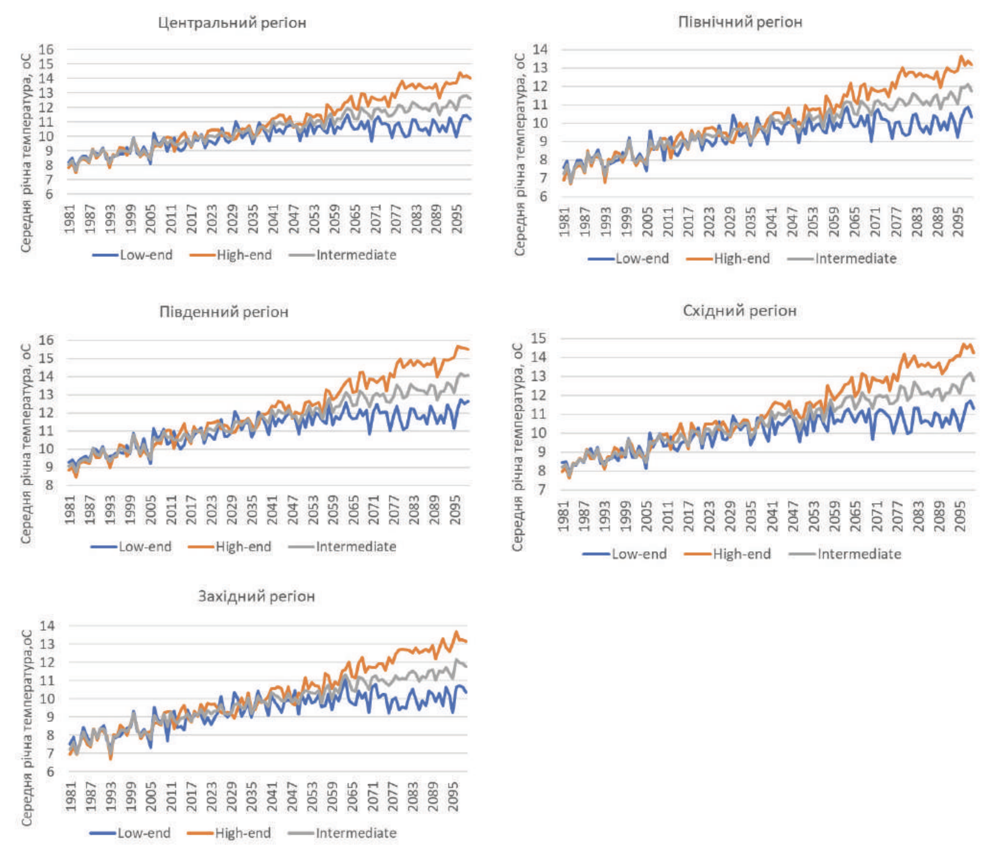 Центральний регіон
Середня річна температура, оС
16
15
14
13
12
11
10
9
8
7
6
1981 1987 1993 1999 2005 2011 2017 2023 2029 2035 2041 2047 2053 2059 2065 2071 2077 2083 2089 2095
Low-end High-end Intermediate
Північний регіон
Середня річна температура, оС
14
13
12
11
10
9
8
7
6
1981 1987 1993 1999 2005 2011 2017 2023 2029 2035 2041 2047 2053 2059 2065 2071 2077 2083 2089 2095
Low-end High-end Intermediate
Південний регіон
Середня річна температура, оС
16
15
14
13
12
11
10
9
8
1981 1987 1993 1999 2005 2011 2017 2023 2029 2035 2041 2047 2053 2059 2065 2071 2077 2083 2089 2095
Low-end High-end Intermediate
Східний регіон
Середня річна температура, оС
15
14
13
12
11
10
9
8
7
1981 1987 1993 1999 2005 2011 2017 2023 2029 2035 2041 2047 2053 2059 2065 2071 2077 2083 2089 2095
Low-end High-end Intermediate
Західний регіон
Середня річна температура,оС
14
13
12
11
10
9
8
7
6
1981 1987 1993 1999 2005 2011 2017 2023 2029 2035 2041 2047 2053 2059 2065 2071 2077 2083 2089 2095
Low-end High-end Intermediate